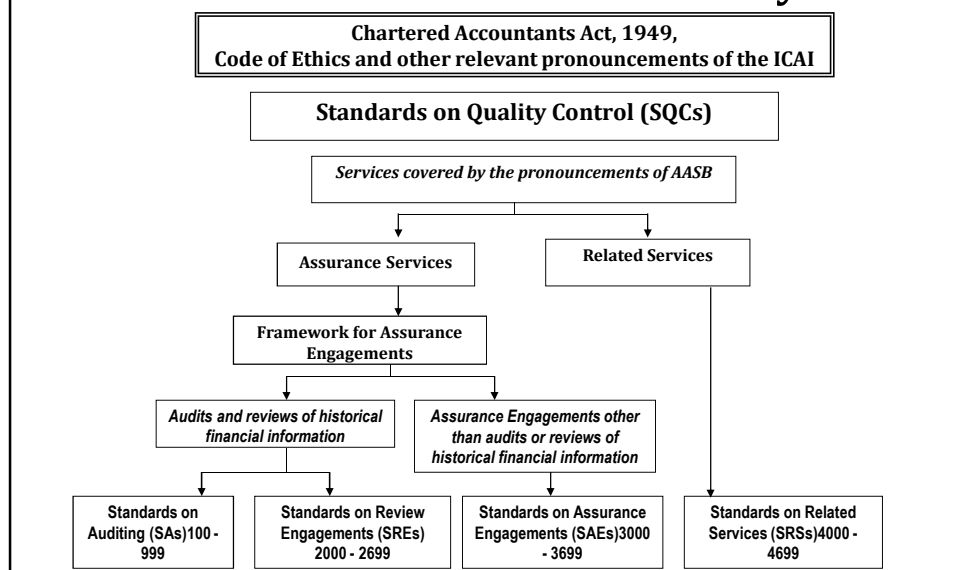 Chartered Accountants Act, 1949,
Code of Ethics and other relevant pronouncements of the ICAI
Standards on Quality Control (SQCs)
Services covered by the pronouncements of AASB
Assurance Services
Related Services
Framework for Assurance
Engagements
Audits and reviews of historical
financial information
Assurance Engagements other
than audits or reviews of
historical financial information
Standards on
Auditing (SAs)100 -
999
Standards on Review
Engagements (SREs)
2000 - 2699
Standards on Assurance
Engagements (SAEs)3000
- 3699
Standards on Related
Services (SRSs)4000 -
4699